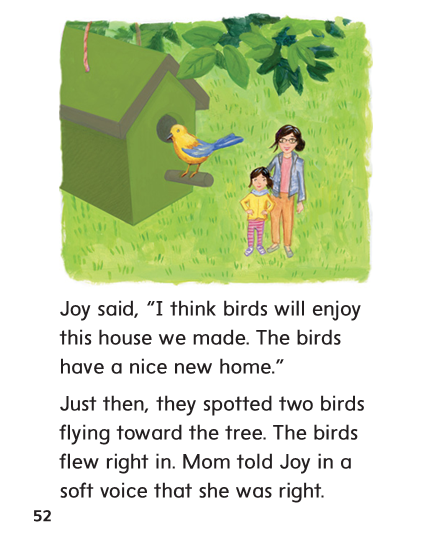 Joy said, “I think birds will enjoy
this house we made. The birds
have a nice new home.”
Just then, they spotted two birds
flying toward the tree. The birds
flew right in. Mom told Joy in a
soft voice that she was right.
52